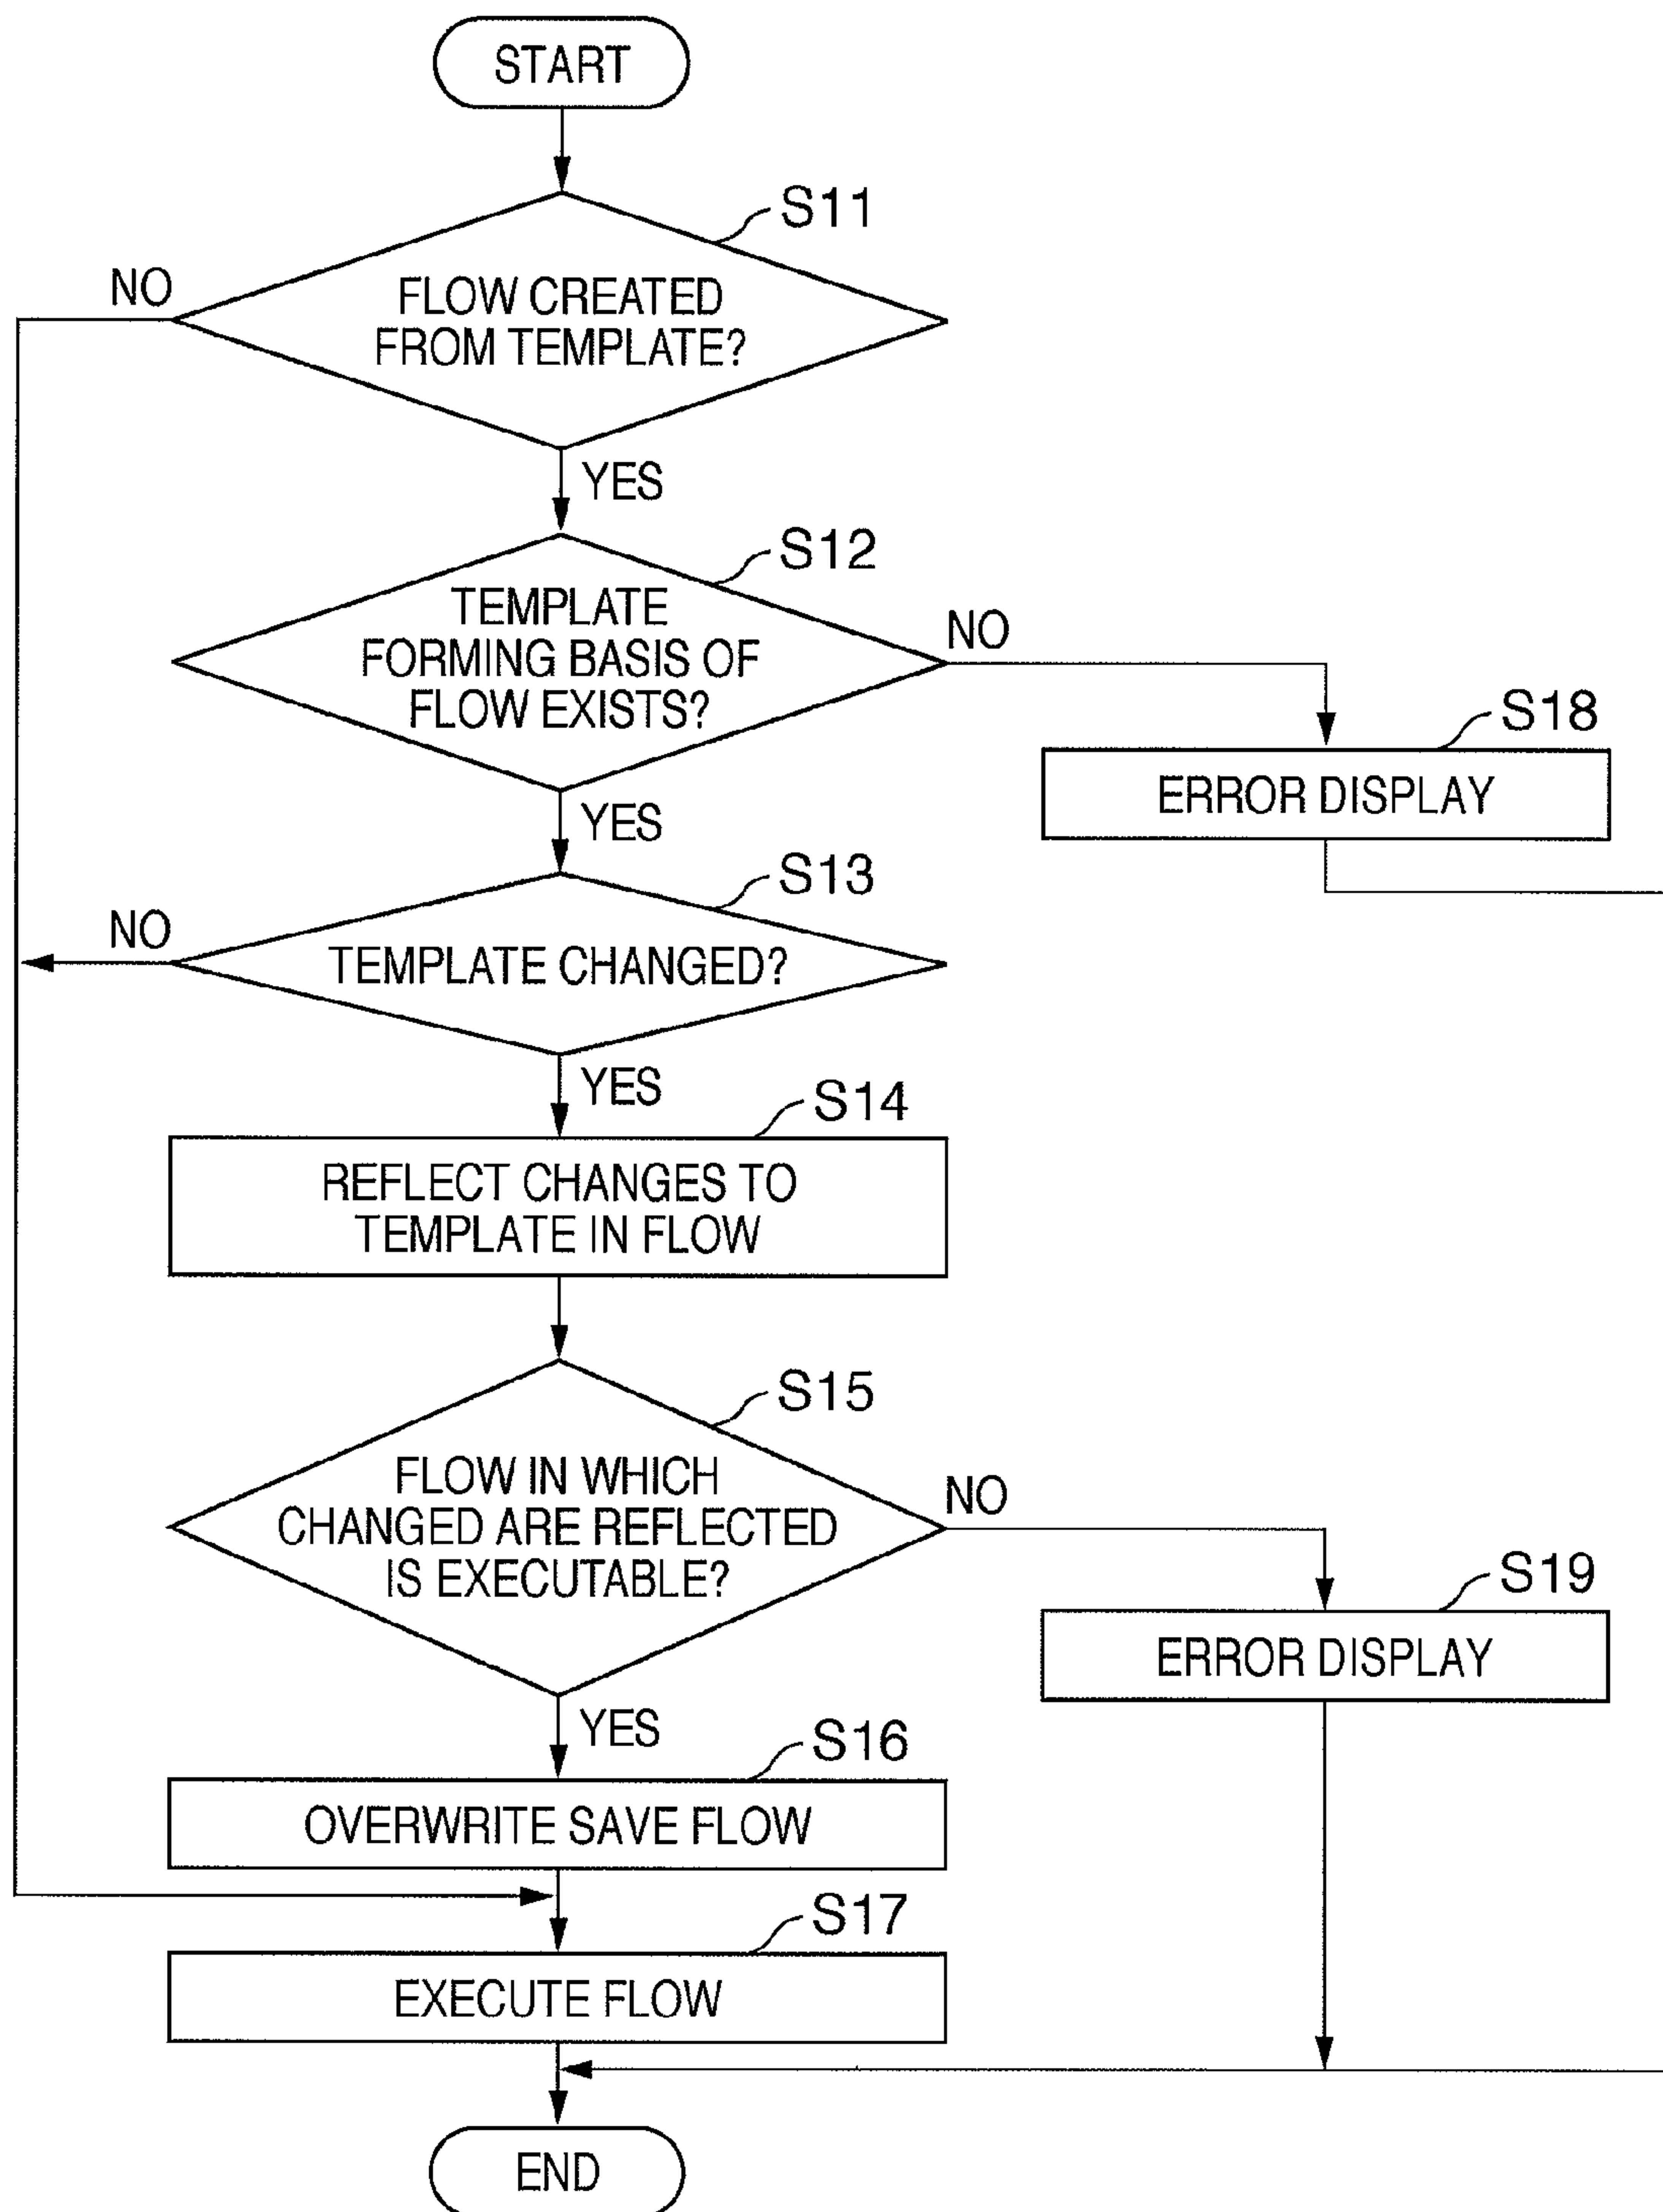 START
S11
NO
FLOW CREATED
FROM TEMPLATE?
YES
S12
TEMPLATE
FORMING BASIS OF
FLOW EXISTS?
NO
S18
ERROR DISPLAY
YES
S13
NO
TEMPLATE CHANGED?
YES
S14
REFLECT CHANGES TO
TEMPLATE IN FLOW
S15
FLOW IN WHICH
CHANGED ARE REFLECTED
IS EXECUTABLE?
NO
S19
ERROR DISPLAY
YES
S16
OVERWRITE SAVE FLOW
S17
EXECUTE FLOW
END